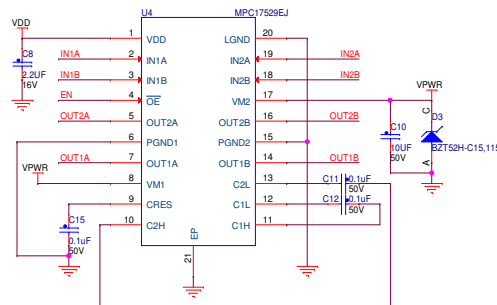 U4 MPC17529EJ
VDD
1 VDD LGND 20
C8
2.2UF
16V
IN1A 2 IN1A IN2A 19 IN2A
IN1B 3 IN1B IN2B 18 IN2B
EN 4 OE VM2 17 VPWR
OUT2A 5 OUT2A OUT2B 16 OUT2B
6 PGND1 PGND2 15
OUT1A 7 OUT1A OUT1B 14 OUT1B
C10
10UF
50V
C
D3
BZT52H-C15,115
A
VPWR 8 VM1 C2L 13 C11 0.1uF
50V
9 CRES C1L 12 C12 0.1uF
50V
10 C2H C1H 11
C15
0.1uF
50V
EP
21